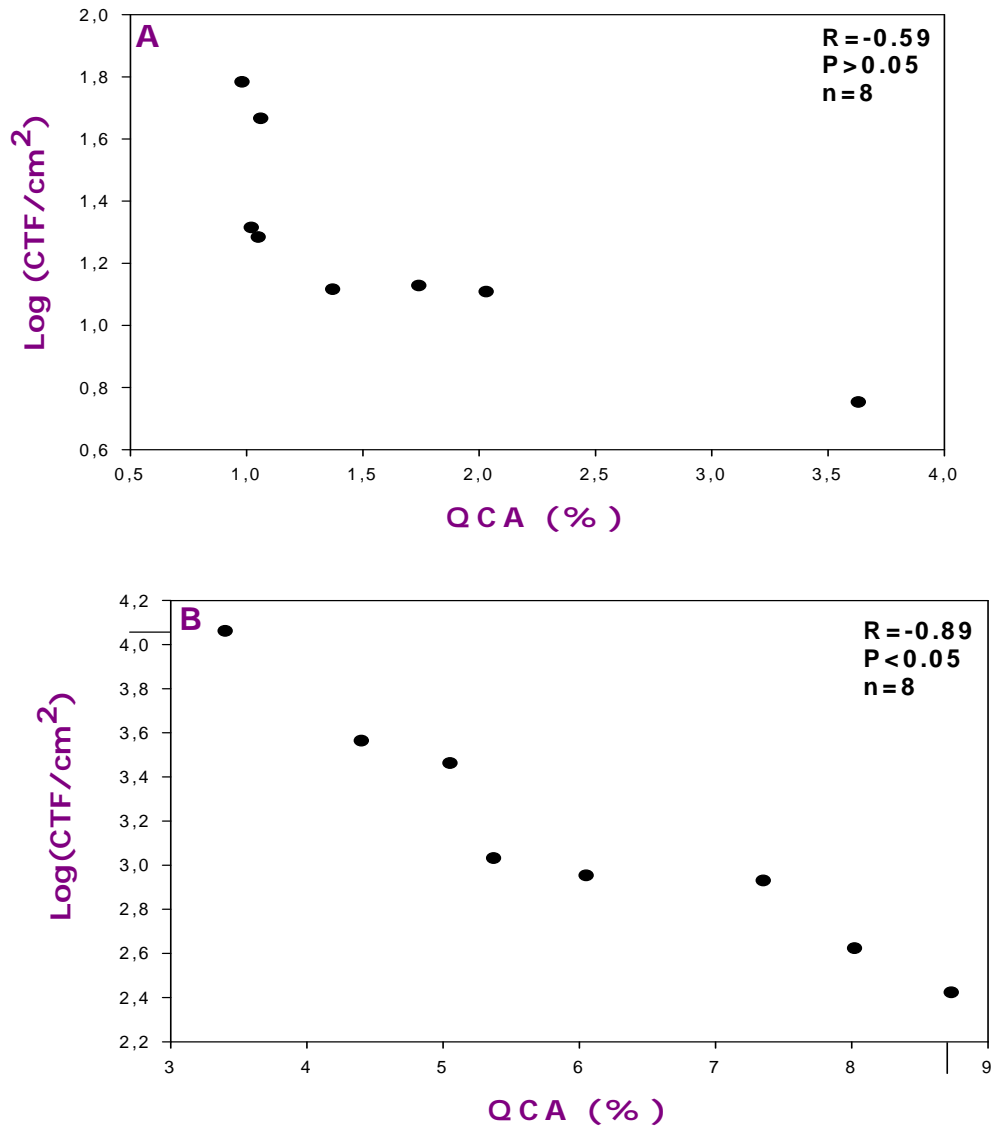 A
R=-0.59
P>0.05
n=8
2,0
1,8
1,6
1,4
1,2
1,0
0,8
0,6
Log (CTF/cm²)
0,5 1,0 1,5 2,0 2,5 3,0 3,5 4,0
QCA (%)
B
R=-0.89
P<0.05
n=8
4,2
4,0
3,8
3,6
3,4
3,2
3,0
2,8
2,6
2,4
2,2
Log(CTF/cm²)
3 4 5 6 7 8 9
QCA (%)